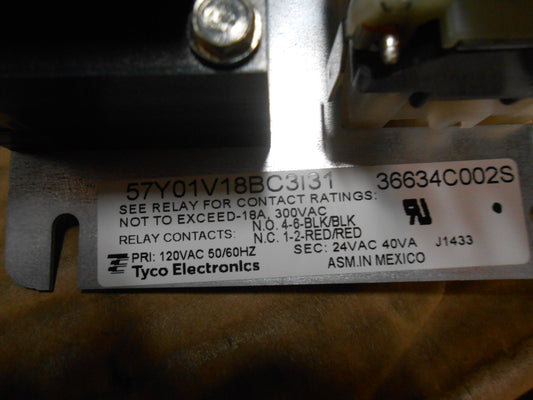 57Y01V18BC3I31 36634C002S
SEE RELAY FOR CONTACT RATINGS:
NOT TO EXCEED-18A, 300VAC
RELAY CONTACTS: N.O. 4-6-BLK/BLK
N.C. 1-2-RED/RED
PRI: 120VAC 50/60HZ SEC: 24VAC 40VA J1433
Tyco Electronics ASM.IN MEXICO